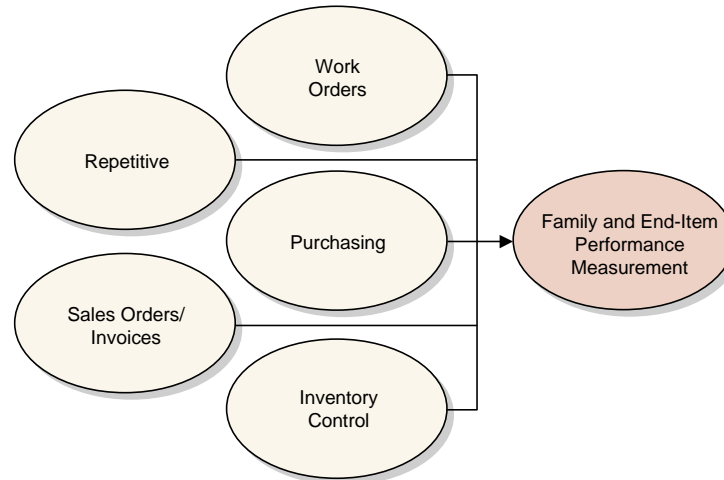 Work
Orders
Repetitive
Purchasing
Family and End-Item
Performance
Measurement
Sales Orders/
Invoices
Inventory
Control